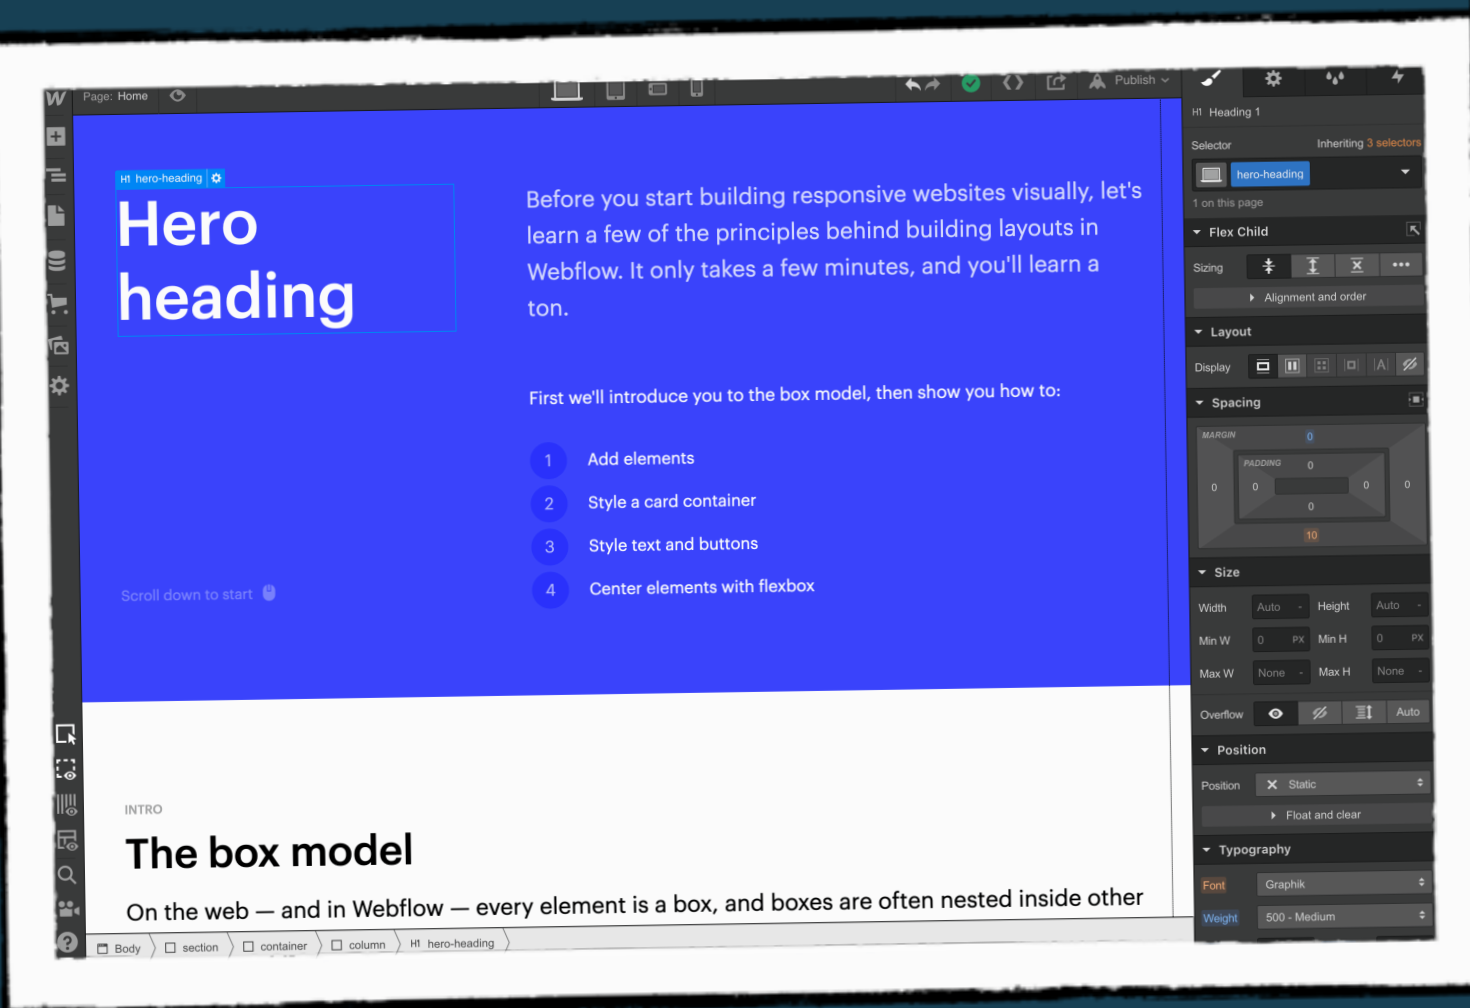 W
Page: Home
Publish
H1 hero-heading
Hero
heading
Before you start building responsive websites visually, let's
learn a few of the principles behind building layouts in
Webflow. It only takes a few minutes, and you'll learn a
ton.
First we'll introduce you to the box model, then show you how to:
1 Add elements
2 Style a card container
3 Style text and buttons
4 Center elements with flexbox
Scroll down to start
INTRO
The box model
On the web — and in Webflow — every element is a box, and boxes are often nested inside other
Body section container column H1 hero-heading
H1 Heading 1
Selector Inheriting 3 selectors
hero-heading
1 on this page
Flex Child
Sizing
Alignment and order
Layout
Display
Spacing
MARGIN 0
PADDING 0
0 0 0 0
0
10
Size
Width Auto - Height Auto -
Min W 0 PX Min H 0 PX
Max W None - Max H None -
Overflow Auto
Position
Position Static
Float and clear
Typography
Font Graphik
Weight 500 - Medium